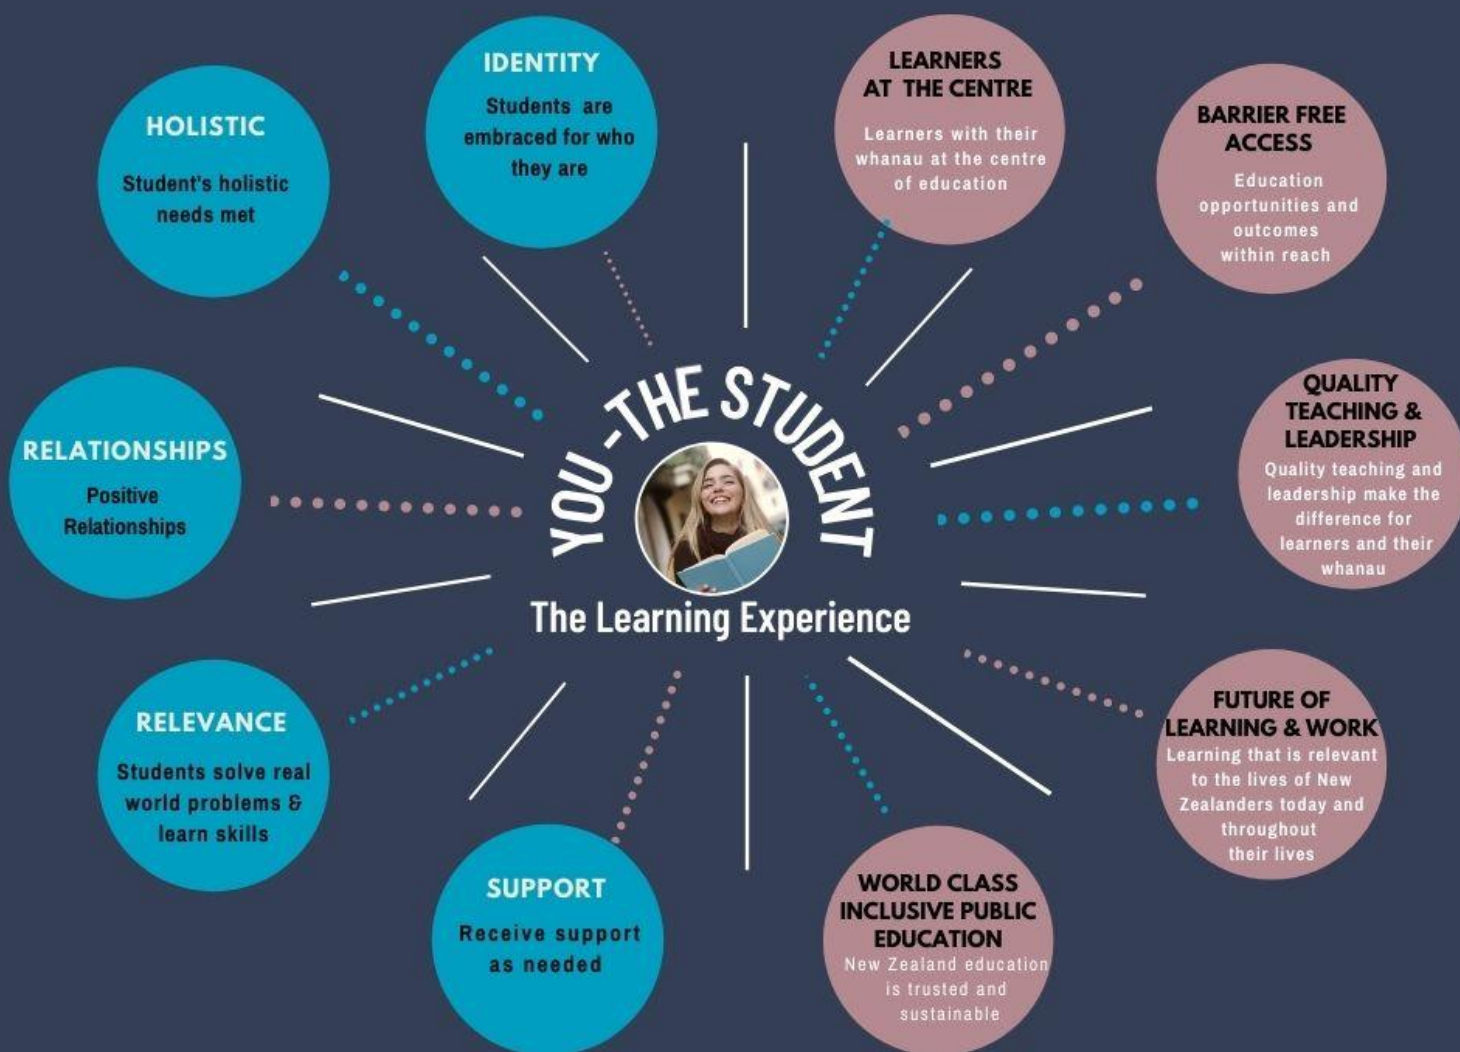 IDENTITY
Students are
embraced for who
they are
HOLISTIC
Student's holistic
needs met
RELATIONSHIPS
Positive
Relationships
RELEVANCE
Students solve real
world problems &
learn skills
SUPPORT
Receive support
as needed
YOU - THE STUDENT
The Learning Experience
LEARNERS
AT THE CENTRE
Learners with their
whanau at the centre
of education
BARRIER FREE
ACCESS
Education
opportunities and
outcomes
within reach
QUALITY
TEACHING &
LEADERSHIP
Quality teaching and
leadership make the
difference for
learners and their
whanau
FUTURE OF
LEARNING & WORK
Learning that is relevant
to the lives of New
Zealanders today and
throughout
their lives
WORLD CLASS
INCLUSIVE PUBLIC
EDUCATION
New Zealand education
is trusted and
sustainable